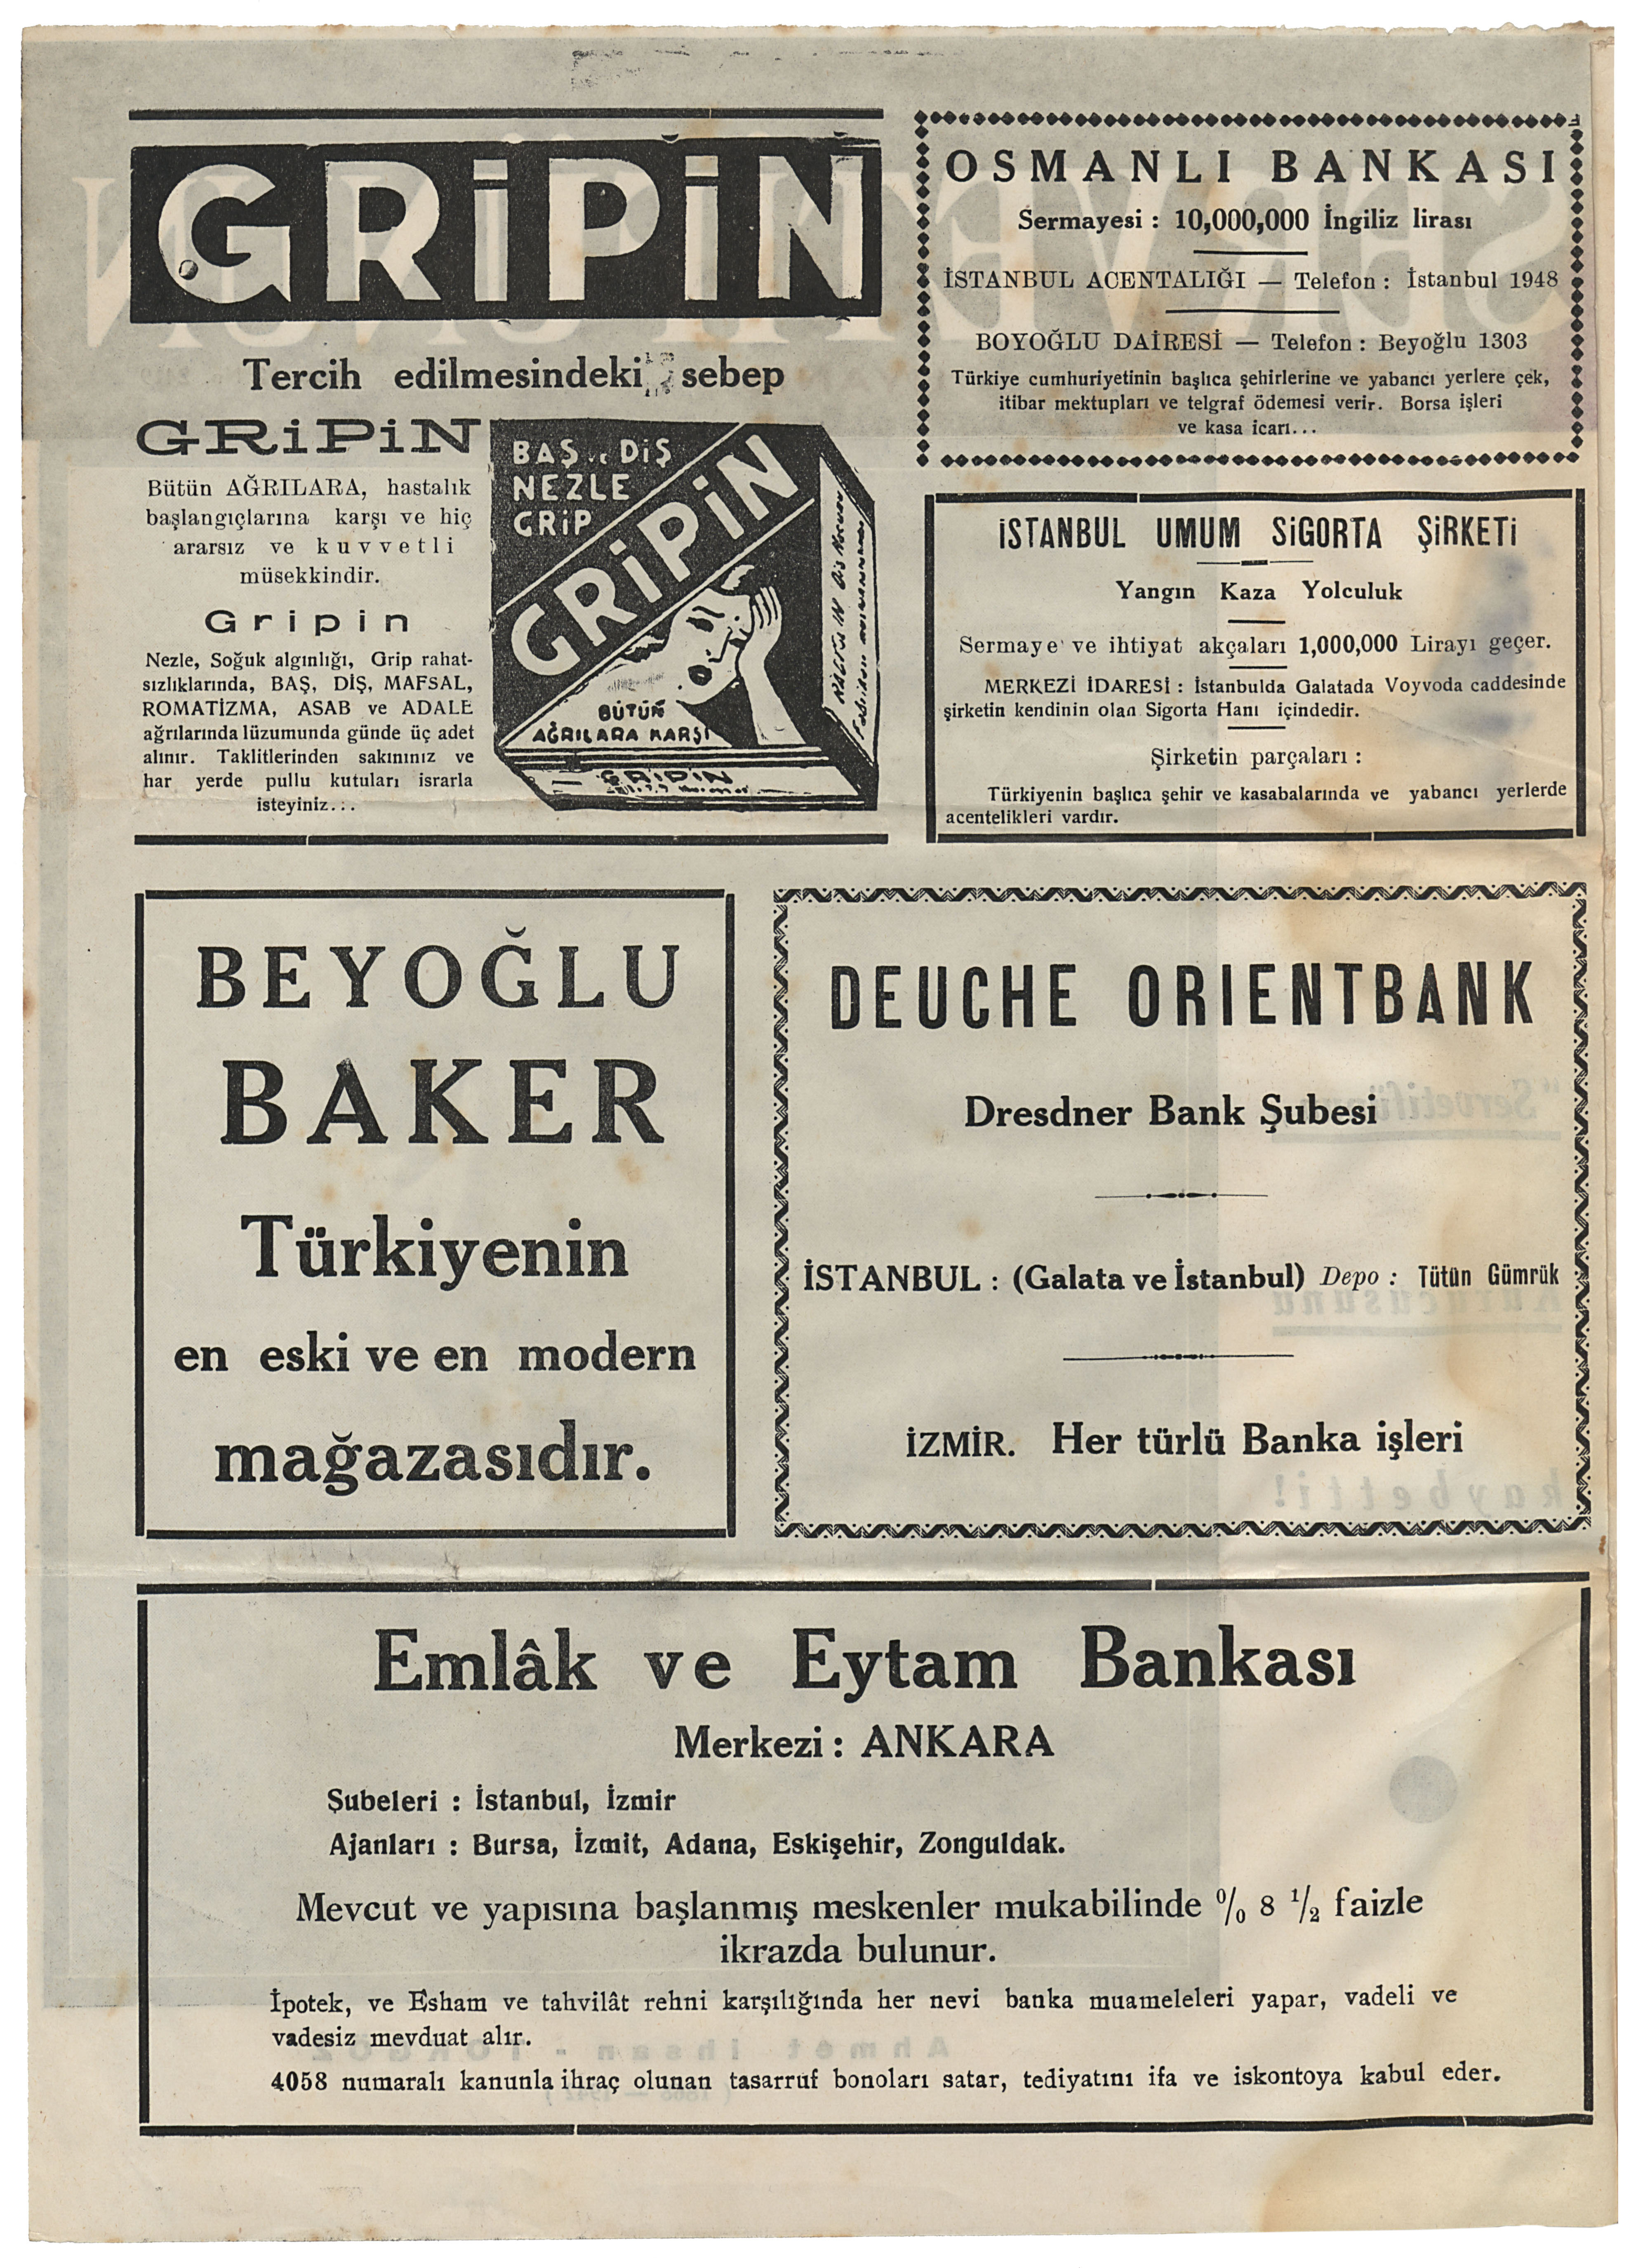 GRİPİN
Tercih edilmesindeki sebep
GRiPiN
Bütün AĞRILARA, hastalık
başlangıçlarına karşı ve hiç
ararsız ve kuvvetli
müsekkindir.
Gripin
Nezle, Soğuk algınlığı, Grip rahat-
sızlıklarında, BAŞ, DİŞ, MAFSAL,
ROMATİZMA, ASAB ve ADALE
ağrılarında lüzumunda günde üç adet
alınır. Taklitlerinden sakınınız ve
har yerde pullu kutuları israrla
isteyiniz...
BAŞ ve DİŞ
NEZLE
GRİP
GRİPİN
BÜTÜN
AĞRILARA KARŞI
GRİPİN
OSMANLI BANKASI
Sermayesi : 10,000,000 İngiliz lirası
İSTANBUL ACENTALIĞI — Telefon : İstanbul 1948
BOYOĞLU DAİRESİ — Telefon : Beyoğlu 1303
Türkiye cumhuriyetinin başlıca şehirlerine ve yabancı yerlere çek,
itibar mektupları ve telgraf ödemesi verir. Borsa işleri
ve kasa icarı...
İSTANBUL UMUM SİGORTA ŞİRKETİ
Yangın Kaza Yolculuk
Sermaye ve ihtiyat akçaları 1,000,000 Lirayı geçer.
MERKEZİ İDARESİ : İstanbulda Galatada Voyvoda caddesinde
şirketin kendinin olan Sigorta Hanı içindedir.
Şirketin parçaları :
Türkiyenin başlıca şehir ve kasabalarında ve yabancı yerlerde
acentelikleri vardır.
BEYOĞLU
BAKER
Türkiyenin
en eski ve en modern
mağazasıdır.
DEUCHE ORIENTBANK
Dresdner Bank Şubesi
İSTANBUL : (Galata ve İstanbul) Depo : Tütün Gümrük
İZMİR. Her türlü Banka işleri
Emlâk ve Eytam Bankası
Merkezi : ANKARA
Şubeleri : İstanbul, İzmir
Ajanları : Bursa, İzmit, Adana, Eskişehir, Zonguldak.
Mevcut ve yapısına başlanmış meskenler mukabilinde % 8 1/2 faizle
ikrazda bulunur.
İpotek, ve Esham ve tahvilât rehni karşılığında her nevi banka muameleleri yapar, vadeli ve
vadesiz mevduat alır.
4058 numaralı kanunla ihraç olunan tasarruf bonoları satar, tediyatını ifa ve iskontoya kabul eder.